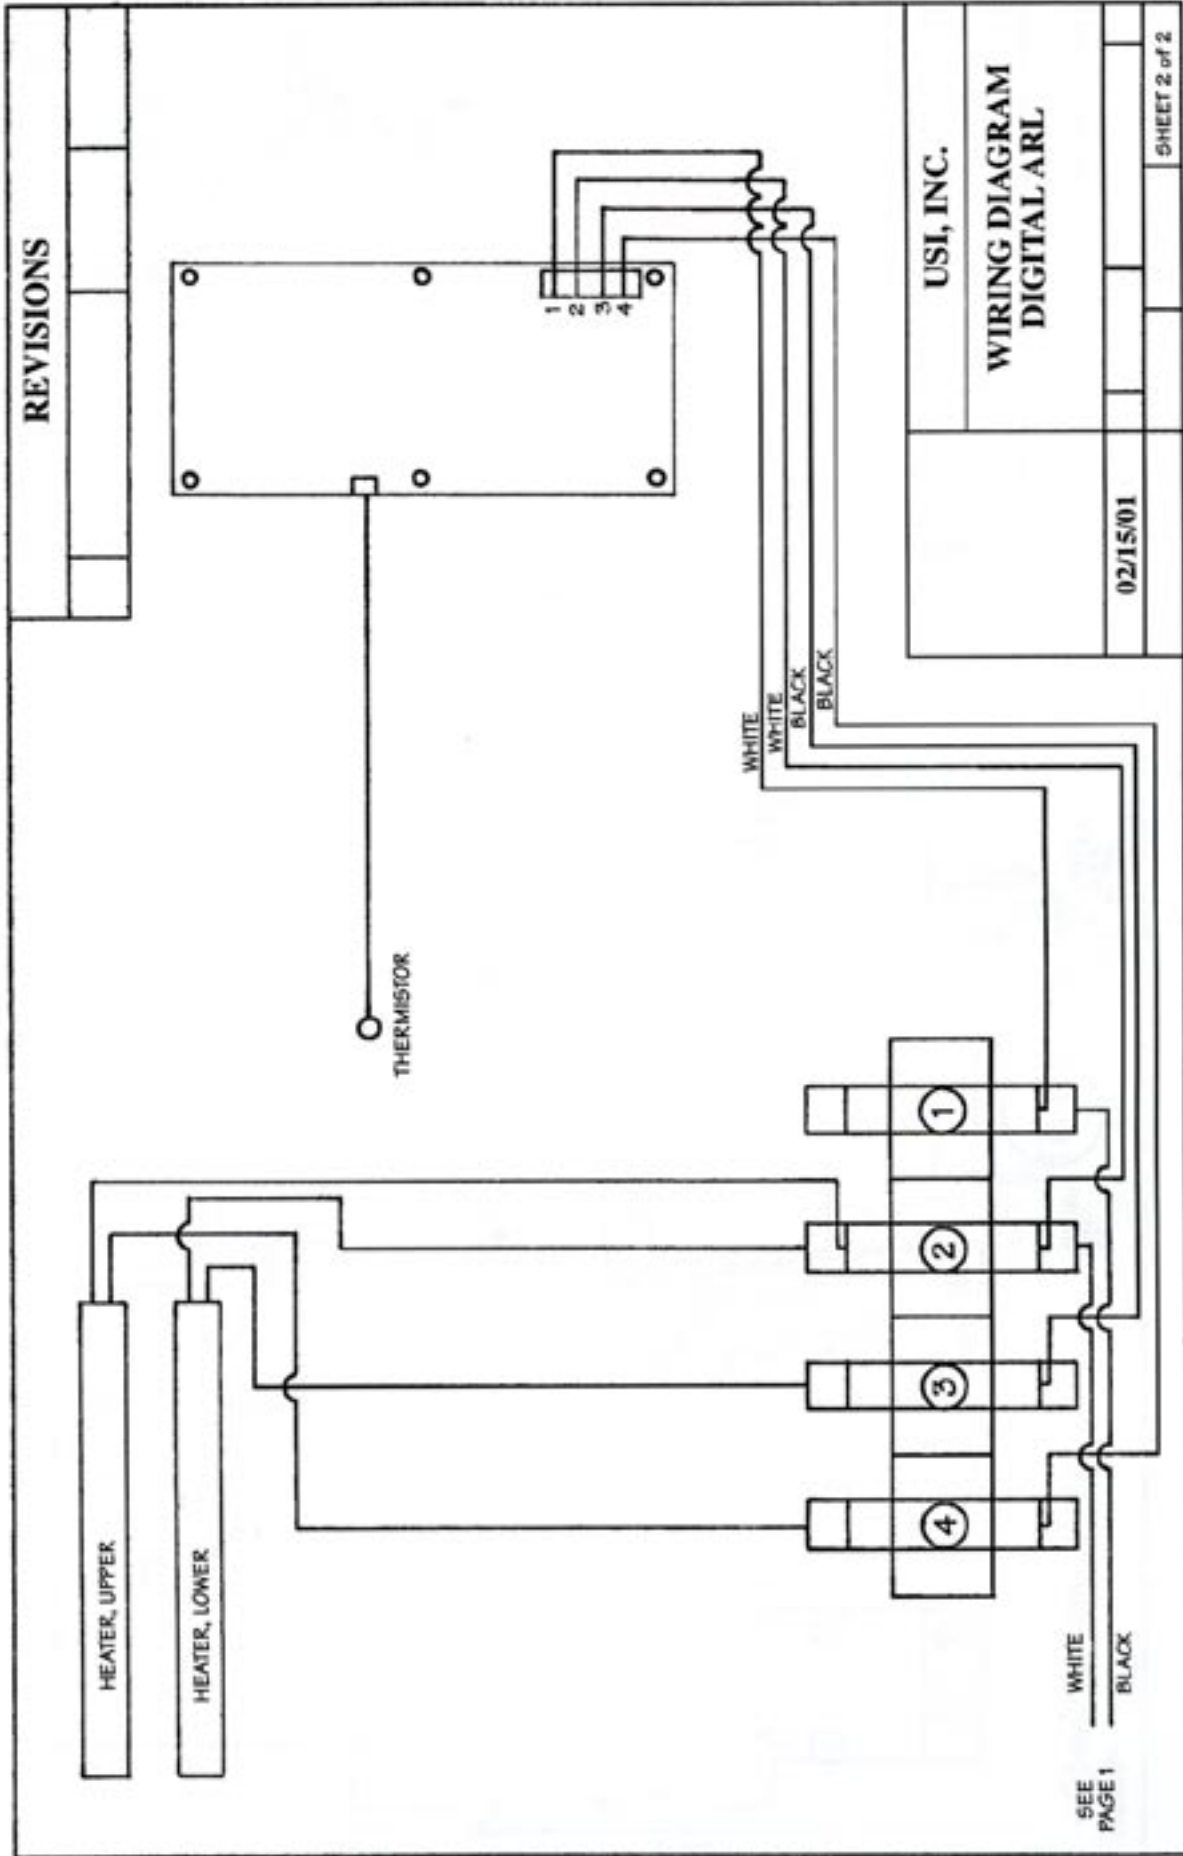 REVISIONS
HEATER, UPPER
HEATER, LOWER
THERMISTOR
1
2
3
4
WHITE
WHITE
BLACK
BLACK
4
3
2
1
SEE
PAGE 1
WHITE
BLACK
USI, INC.
WIRING DIAGRAM
DIGITAL ARL
02/15/01
SHEET 2 of 2